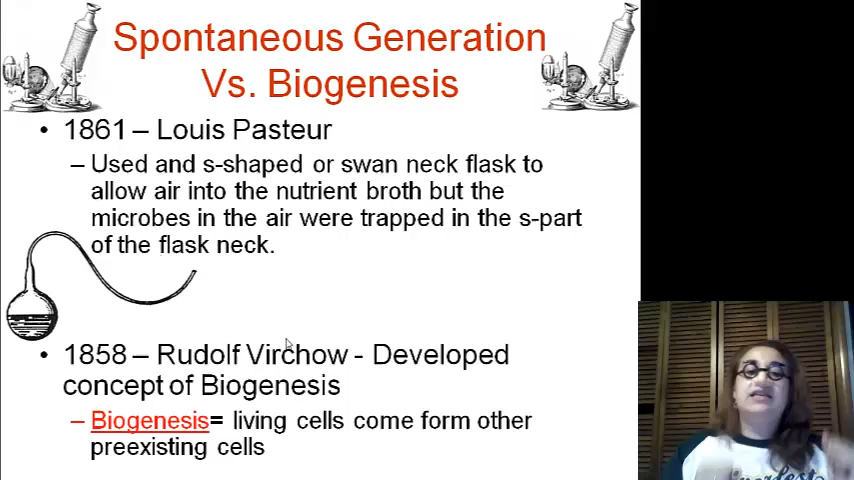 Spontaneous Generation
Vs. Biogenesis
• 1861 – Louis Pasteur
– Used and s-shaped or swan neck flask to
allow air into the nutrient broth but the
microbes in the air were trapped in the s-part
of the flask neck.
• 1858 – Rudolf Virchow - Developed
concept of Biogenesis
– Biogenesis= living cells come form other
preexisting cells